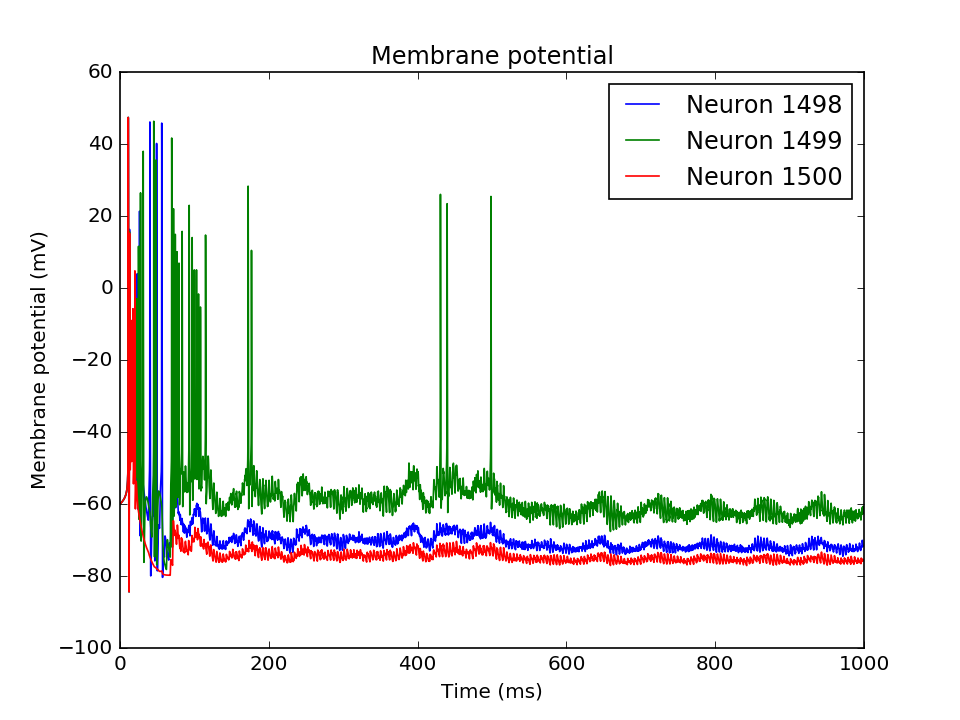 Membrane potential
Membrane potential (mV)
60
40
20
0
−20
−40
−60
−80
−100
Neuron 1498
Neuron 1499
Neuron 1500
0 200 400 600 800 1000
Time (ms)